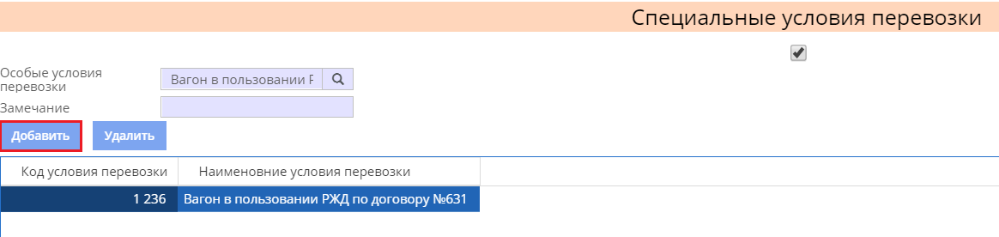 Специальные условия перевозки
Особые условия
перевозки
Вагон в пользовании Р
Замечание
Добавить Удалить
Код условия перевозки Наименовние условия перевозки
1 236 Вагон в пользовании РЖД по договору №631